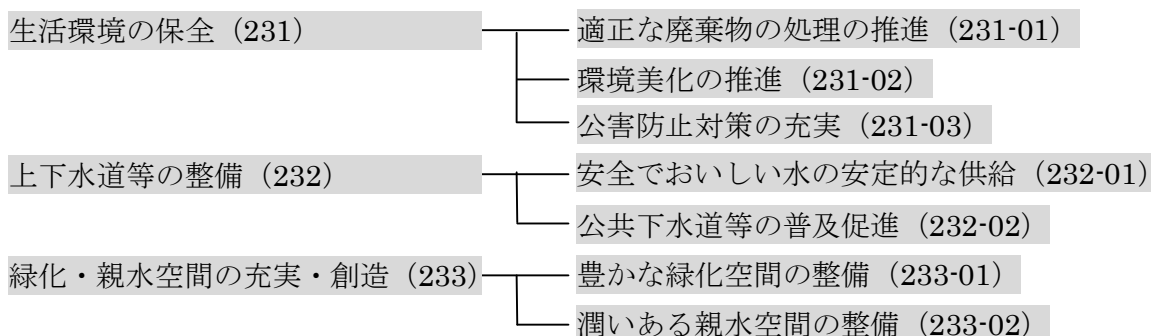 生活環境の保全（231） 適正な廃棄物の処理の推進（231-01）
環境美化の推進（231-02）
公害防止対策の充実（231-03）
上下水道等の整備（232） 安全でおいしい水の安定的な供給（232-01）
公共下水道等の普及促進（232-02）
緑化・親水空間の充実・創造（233） 豊かな緑化空間の整備（233-01）
潤いある親水空間の整備（233-02）